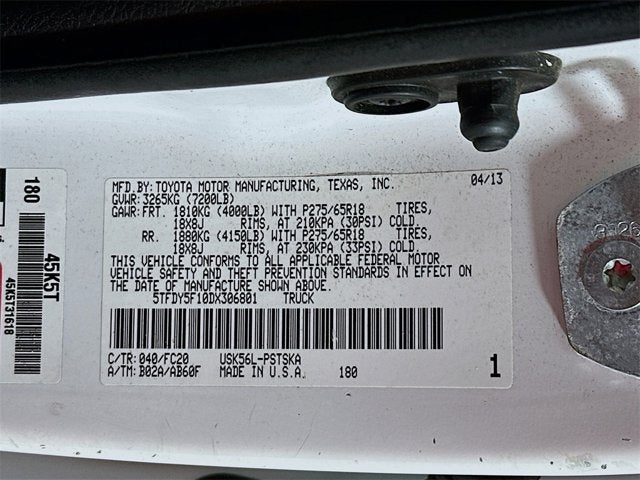 MFD.BY: TOYOTA MOTOR MANUFACTURING, TEXAS, INC. 04/13
GVWR: 3265KG (7200LB)
GAWR: FRT. 1810KG (4000LB) WITH P275/65R18 TIRES,
18X8J RIMS, AT 210KPA (30PSI) COLD.
RR. 1880KG (4150LB) WITH P275/65R18 TIRES,
18X8J RIMS, AT 230KPA (33PSI) COLD.
THIS VEHICLE CONFORMS TO ALL APPLICABLE FEDERAL MOTOR
VEHICLE SAFETY AND THEFT PREVENTION STANDARDS IN EFFECT ON
THE DATE OF MANUFACTURE SHOWN ABOVE.
5TFDY5F10DX306801 TRUCK
C/TR: 040/FC20 USK56L-PSTSKA
A/TM: B02A/AB60F MADE IN U.S.A. 180 1
180
45K5T
45K5T31618